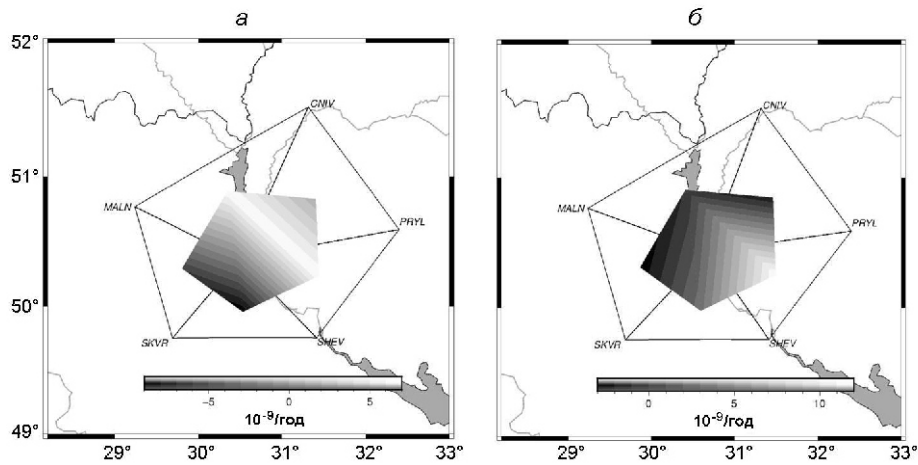 а б
52°
51°
50°
49°
CNIV
MALN
PRYL
SKVR
SHEV
−5 0 5
10⁻⁹/год
29° 30° 31° 32° 33°
CNIV
MALN
PRYL
SKVR
SHEV
0 5 10
10⁻⁹/год
29° 30° 31° 32° 33°